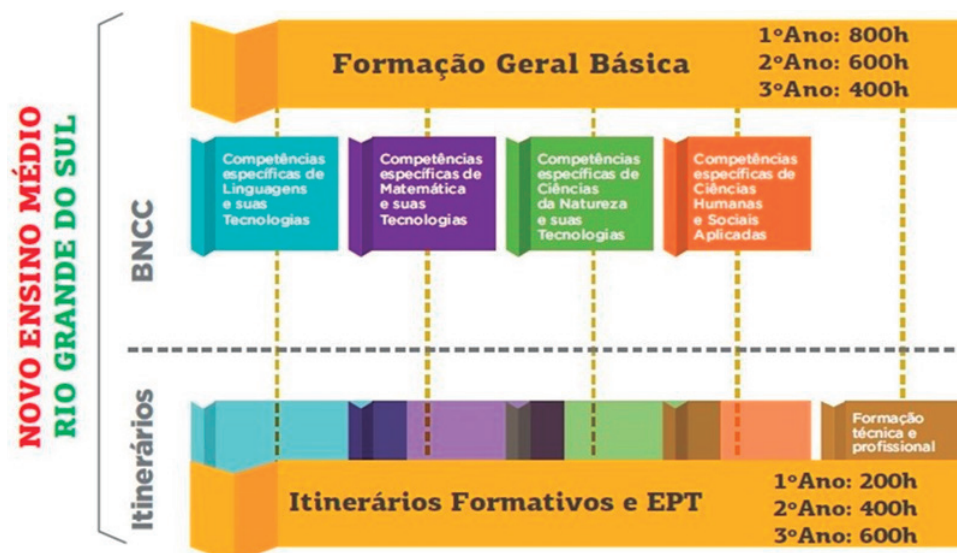 NOVO ENSINO MÉDIO
RIO GRANDE DO SUL
BNCC
Formação Geral Básica
1ºAno: 800h
2ºAno: 600h
3ºAno: 400h
Competências
específicas de
Linguagens
e suas
Tecnologias
Competências
específicas de
Matemática
e suas
Tecnologias
Competências
específicas de
Ciências
da Natureza
e suas
Tecnologias
Competências
específicas de
Ciências
Humanas
e Sociais
Aplicadas
Itinerários
Formação
técnica e
profissional
Itinerários Formativos e EPT
1ºAno: 200h
2ºAno: 400h
3ºAno: 600h